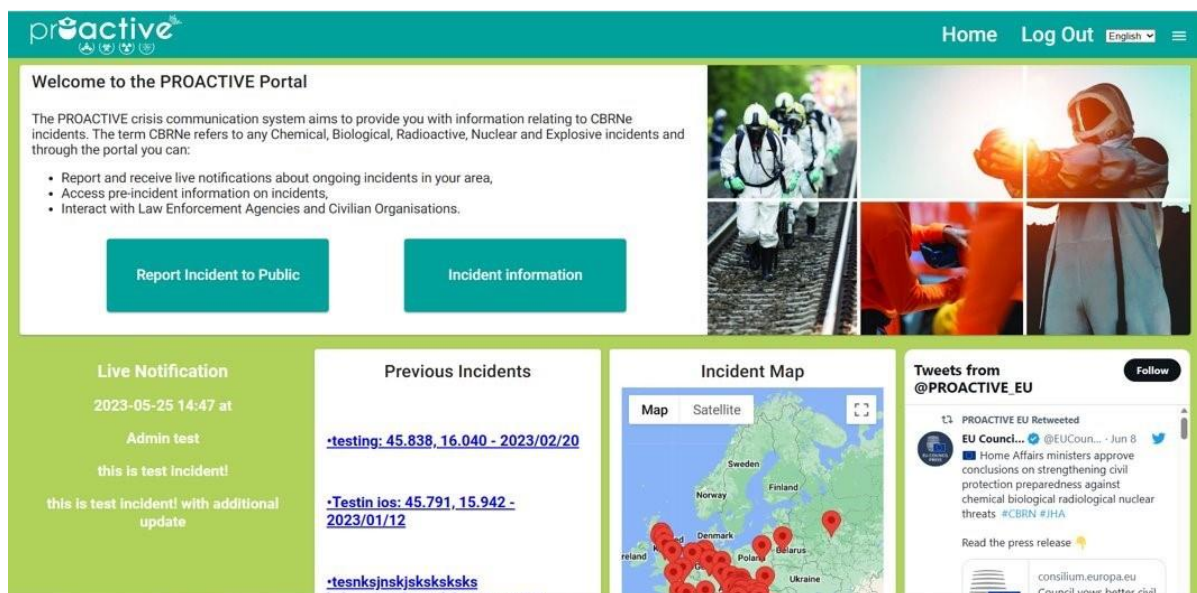 proactive
Home
Log Out
English
Welcome to the PROACTIVE Portal
The PROACTIVE crisis communication system aims to provide you with information relating to CBRNe
incidents. The term CBRNe refers to any Chemical, Biological, Radioactive, Nuclear and Explosive incidents and
through the portal you can:
• Report and receive live notifications about ongoing incidents in your area,
• Access pre-incident information on incidents,
• Interact with Law Enforcement Agencies and Civilian Organisations.
Report Incident to Public
Incident information
Live Notification
2023-05-25 14:47 at
Admin test
this is test incident!
this is test incident! with additional
update
Previous Incidents
•testing: 45.838, 16.040 - 2023/02/20
•Testin ios: 45.791, 15.942 -
2023/01/12
•tesnksjnskjsksksksks
Incident Map
Map
Satellite
Sweden
Finland
Norway
Denmark
Belarus
Ukraine
Tweets from
@PROACTIVE_EU
Follow
PROACTIVE EU Retweeted
EU Counci... @EUCoun... · Jun 8
Home Affairs ministers approve
conclusions on strengthening civil
protection preparedness against
chemical biological radiological nuclear
threats #CBRN #JHA
Read the press release
consilium.europa.eu
Council vows better civil